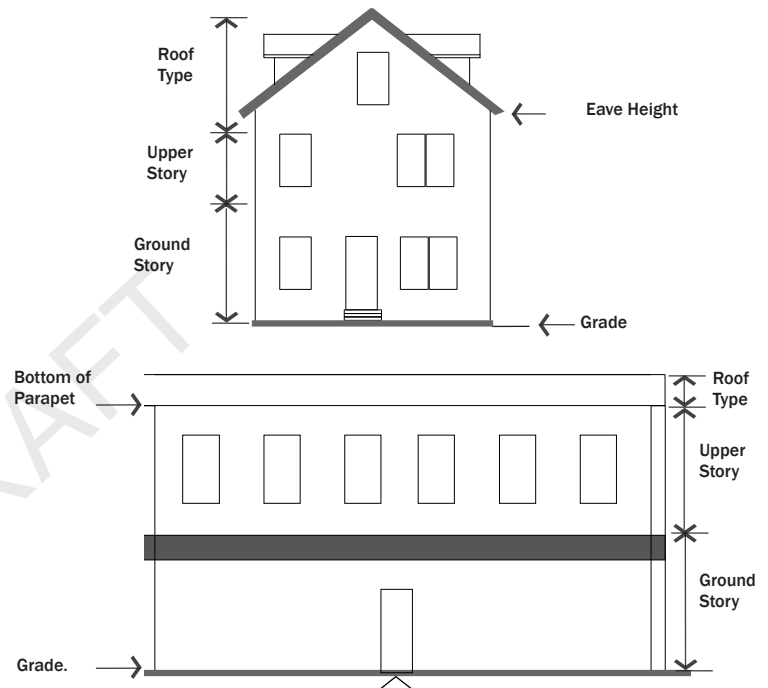 Roof
Type
Eave Height
Upper
Story
Ground
Story
Grade
Bottom of
Parapet
Roof
Type
Upper
Story
Ground
Story
Grade.